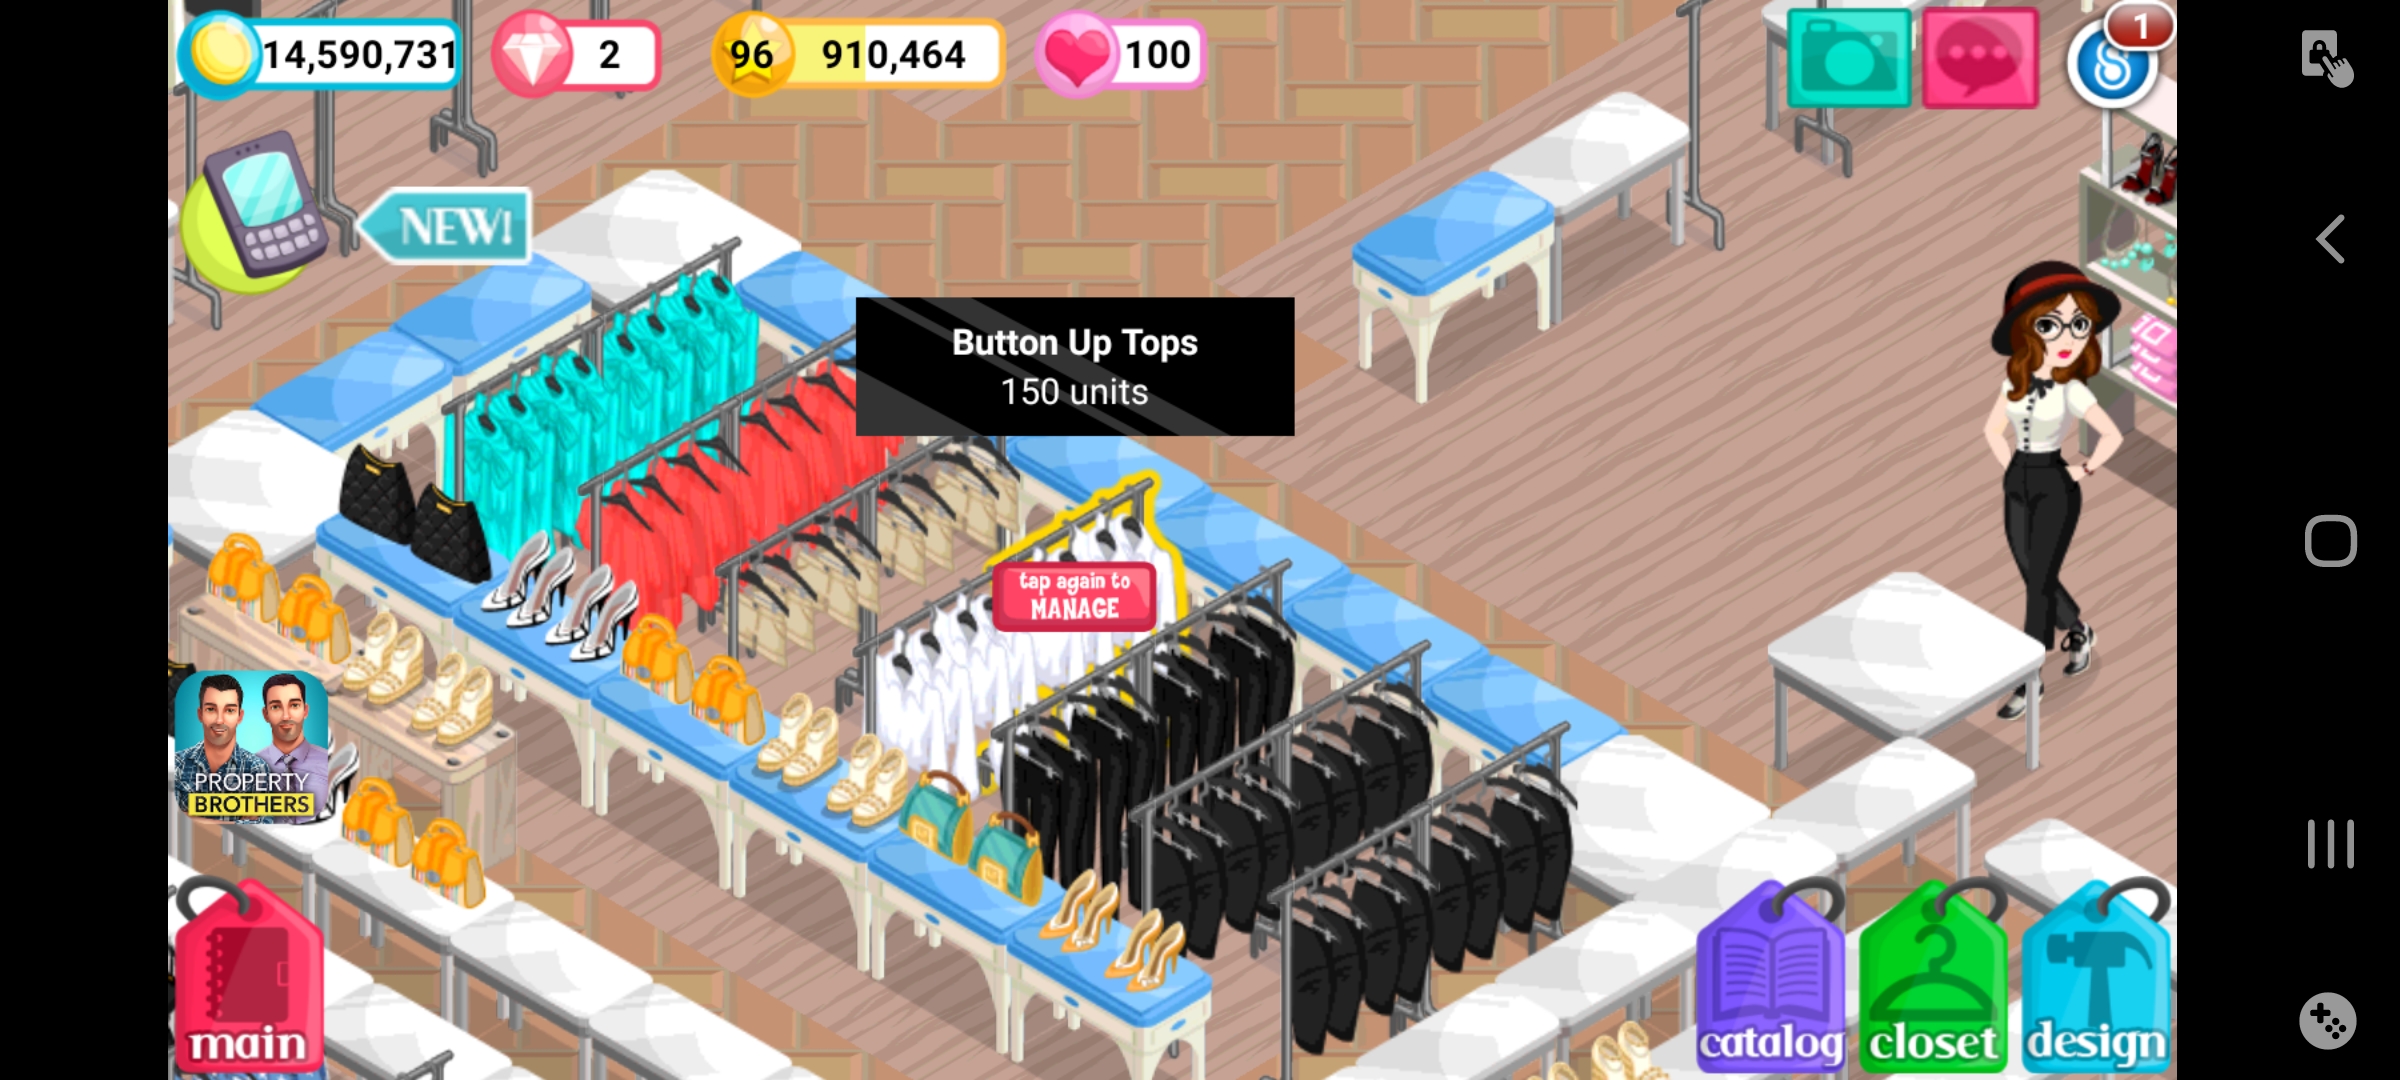 14,590,731
2
96
910,464
100
1
NEW!
Button Up Tops
150 units
tap again to
MANAGE
PROPERTY
BROTHERS
main
catalog
closet
design